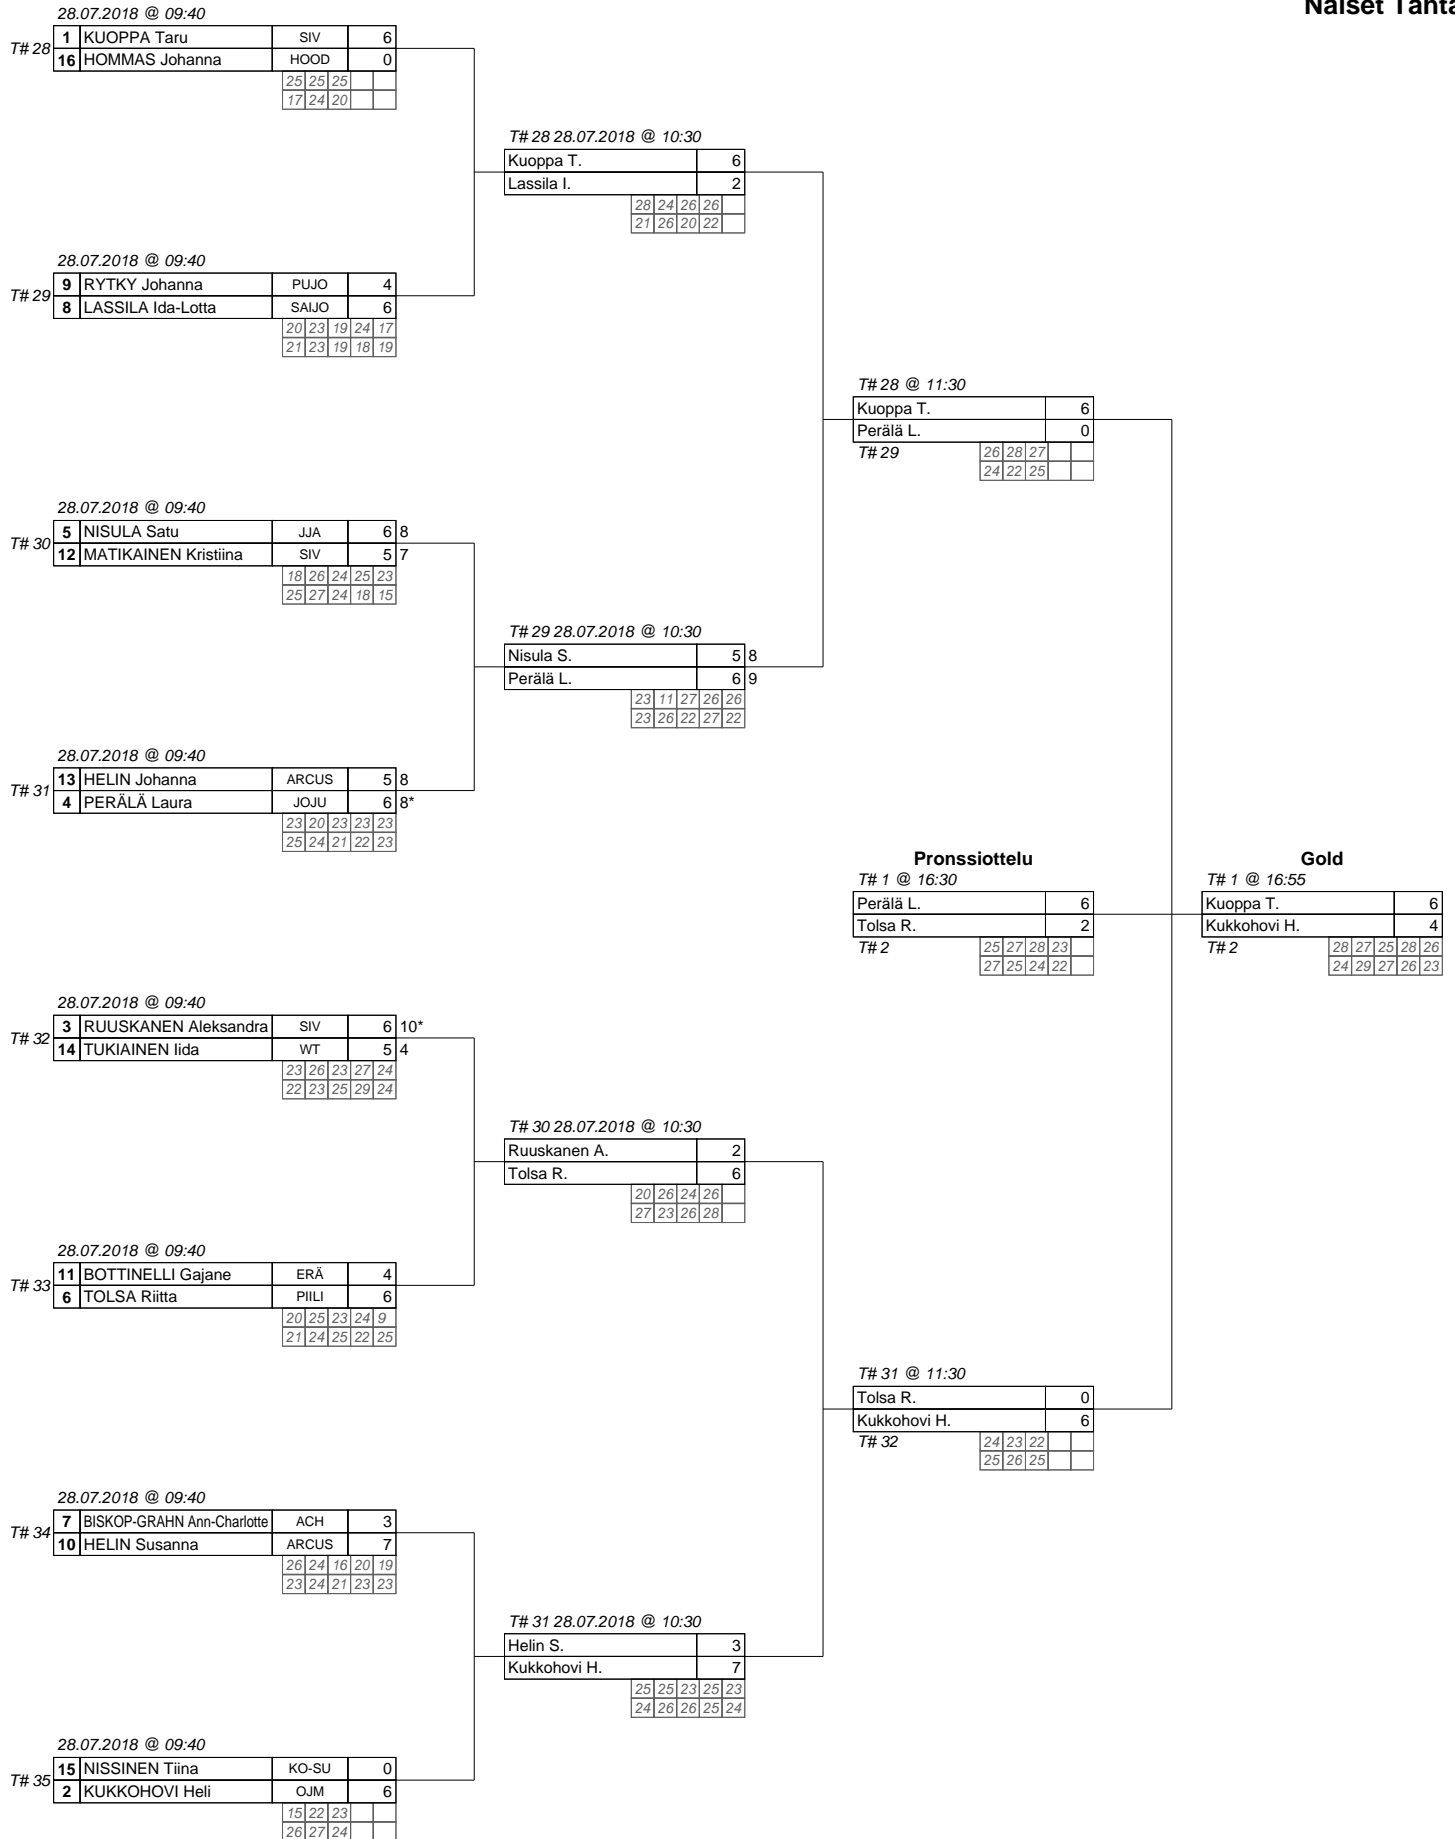 Naiset Tähtä
28.07.2018 @ 09:40
T# 28
1 KUOPPA Taru SIV 6
16 HOMMAS Johanna HOOD 0
25 25 25
17 24 20
T# 28 28.07.2018 @ 10:30
Kuoppa T. 6
Lassila I. 2
28 24 26 26
21 26 20 22
28.07.2018 @ 09:40
T# 29
9 RYTKY Johanna PUJO 4
8 LASSILA Ida-Lotta SAIJO 6
20 23 19 24 17
21 23 19 18 19
T# 28 @ 11:30
Kuoppa T. 6
Perälä L. 0
T# 29
26 28 27
24 22 25
28.07.2018 @ 09:40
T# 30
5 NISULA Satu JJA 6 8
12 MATIKAINEN Kristiina SIV 5 7
18 26 24 25 23
25 27 24 18 15
T# 29 28.07.2018 @ 10:30
Nisula S. 5 8
Perälä L. 6 9
23 11 27 26 26
23 26 22 27 22
28.07.2018 @ 09:40
T# 31
13 HELIN Johanna ARCUS 5 8
4 PERÄLÄ Laura JOJU 6 8*
23 20 23 23 23
25 24 21 22 23
Pronssiottelu
T# 1 @ 16:30
Perälä L. 6
Tolsa R. 2
T# 2
25 27 28 23
27 25 24 22
Gold
T# 1 @ 16:55
Kuoppa T. 6
Kukkohovi H. 4
T# 2
28 27 25 28 26
24 29 27 26 23
28.07.2018 @ 09:40
T# 32
3 RUUSKANEN Aleksandra SIV 6 10*
14 TUKIAINEN Iida WT 5 4
23 26 23 27 24
22 23 25 29 24
T# 30 28.07.2018 @ 10:30
Ruuskanen A. 2
Tolsa R. 6
20 26 24 26
27 23 26 28
28.07.2018 @ 09:40
T# 33
11 BOTTINELLI Gajane ERÄ 4
6 TOLSA Riitta PIILI 6
20 25 23 24 9
21 24 25 22 25
T# 31 @ 11:30
Tolsa R. 0
Kukkohovi H. 6
T# 32
24 23 22
25 26 25
28.07.2018 @ 09:40
T# 34
7 BISKOP-GRAHN Ann-Charlotte ACH 3
10 HELIN Susanna ARCUS 7
26 24 16 20 19
23 24 21 23 23
T# 31 28.07.2018 @ 10:30
Helin S. 3
Kukkohovi H. 7
25 25 23 25 23
24 26 26 25 24
28.07.2018 @ 09:40
T# 35
15 NISSINEN Tiina KO-SU 0
2 KUKKOHOVI Heli OJM 6
15 22 23
26 27 24